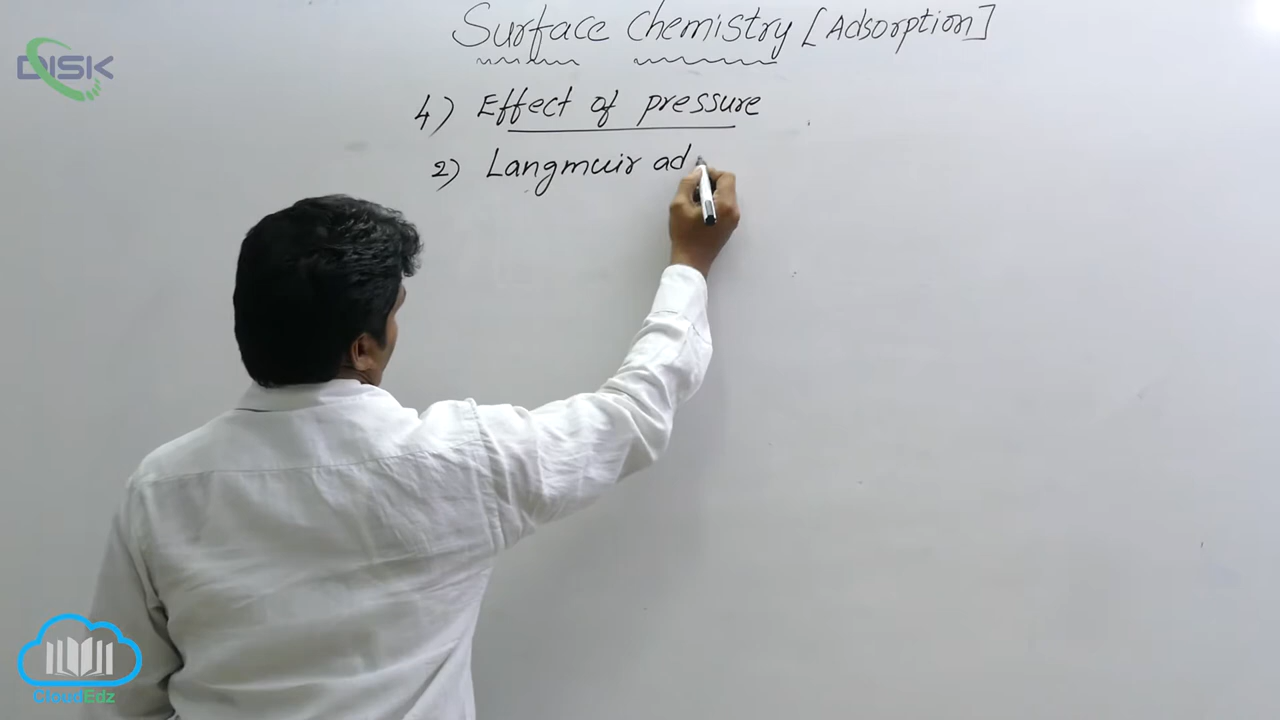 Surface Chemistry [Adsorption]
DISK
4) Effect of pressure
2) Langmuir ad
CloudEdz